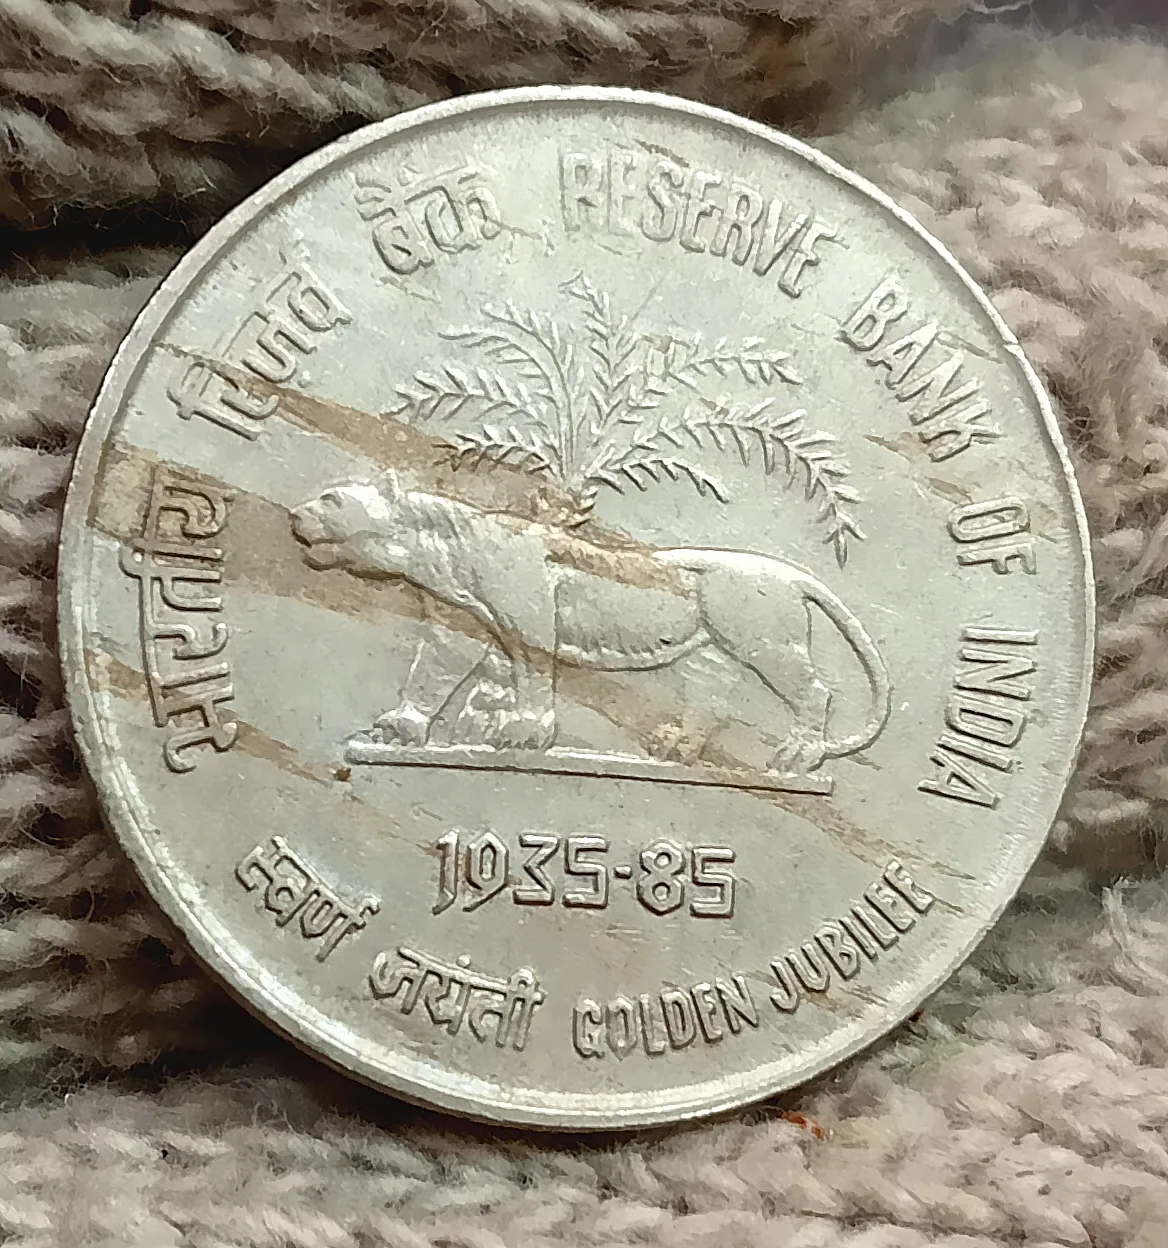 भारतीय रिज़र्व बैंक RESERVE BANK OF INDIA
1935-85
स्वर्ण जयंती GOLDEN JUBILEE